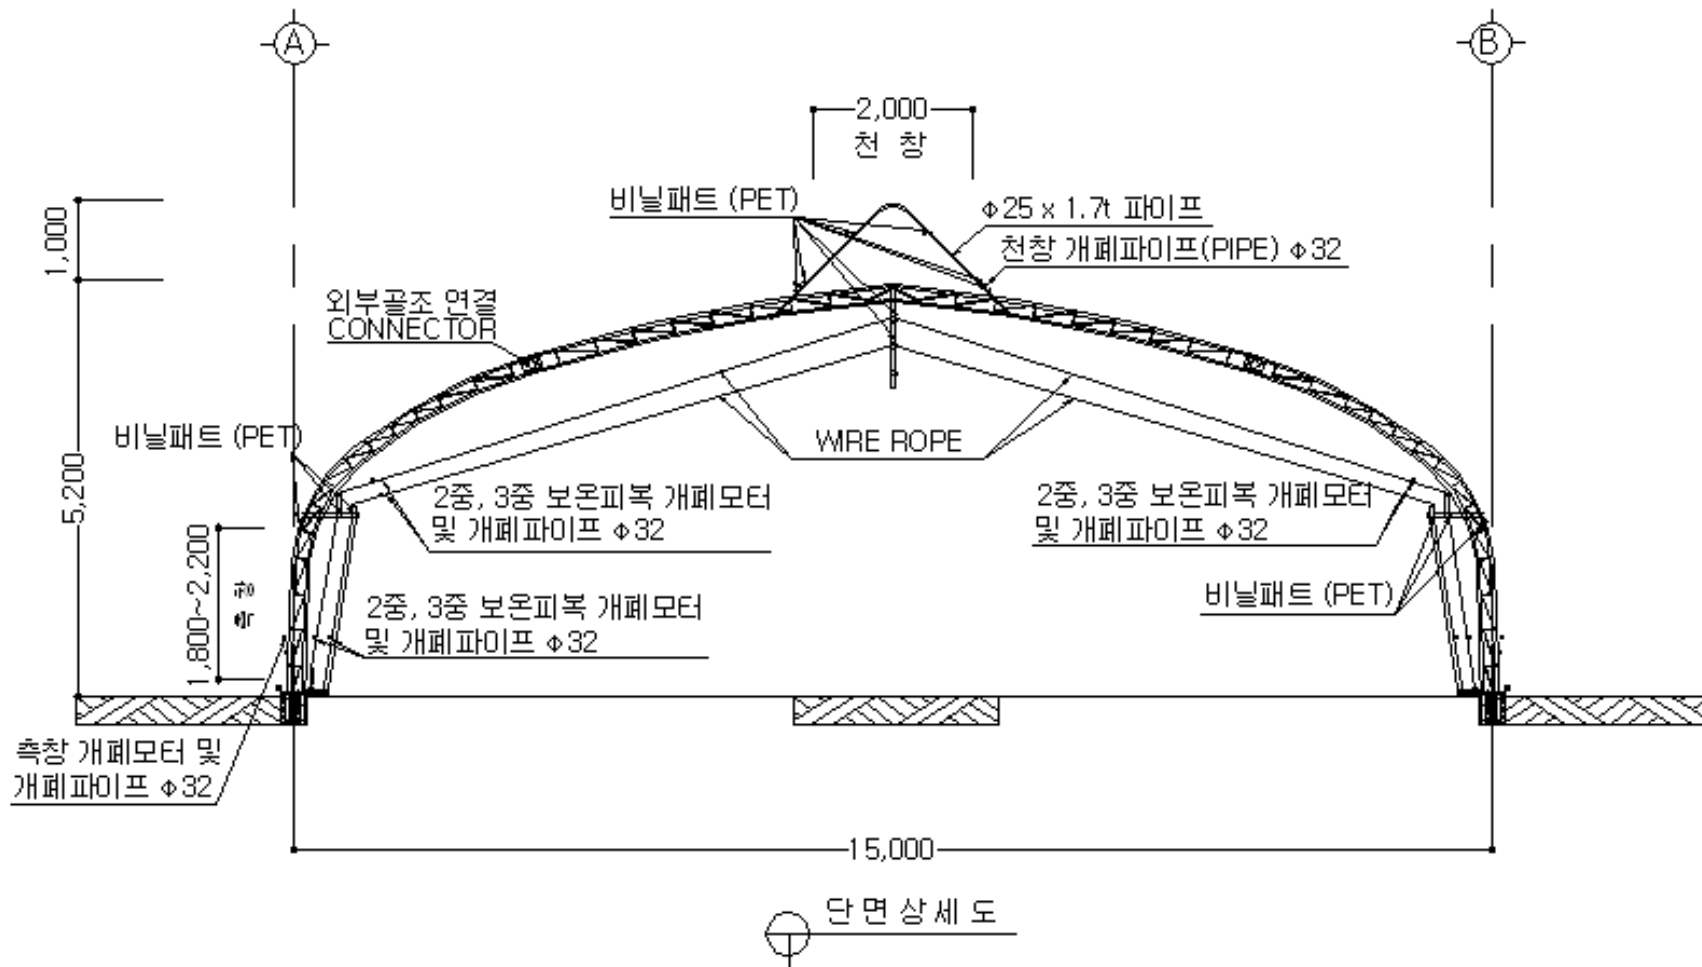 A
B
2,000
천 창
비닐패트 (PET)
Φ25 x 1.7t 파이프
천창 개폐파이프(PIPE) Φ32
1,000
외부골조 연결
CONNECTOR
비닐패트 (PET)
WIRE ROPE
5,200
2중, 3중 보온피복 개폐모터
및 개폐파이프 Φ32
2중, 3중 보온피복 개폐모터
및 개폐파이프 Φ32
1,800~2,200
측창
2중, 3중 보온피복 개폐모터
및 개폐파이프 Φ32
비닐패트 (PET)
측창 개폐모터 및
개폐파이프 Φ32
15,000
단 면 상 세 도